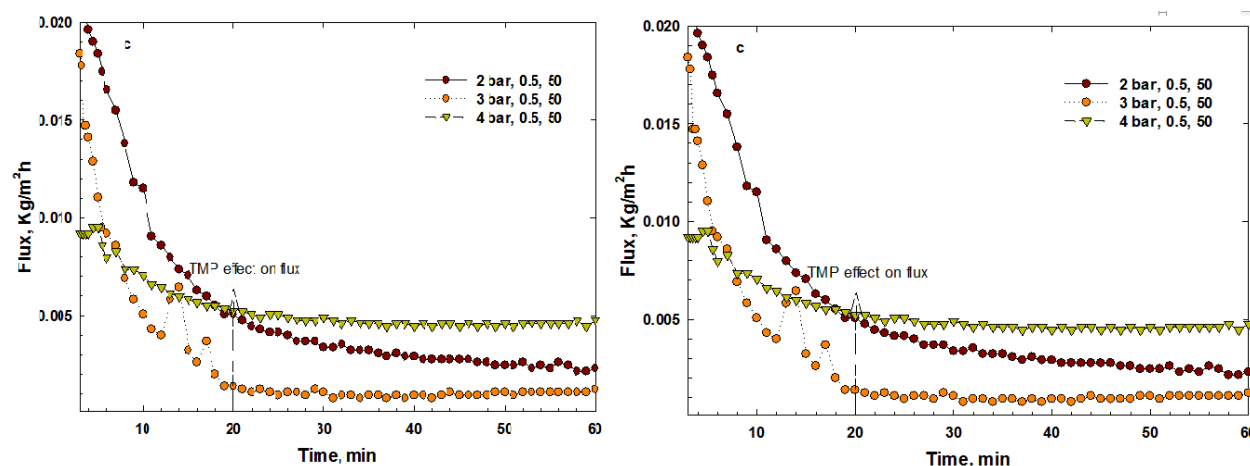 0.020
c
2 bar, 0.5, 50
3 bar, 0.5, 50
4 bar, 0.5, 50
0.015
Flux, Kg/m²h
0.010
TMP effect on flux
0.005
10 20 30 40 50 60
Time, min
0.020
c
2 bar, 0.5, 50
3 bar, 0.5, 50
4 bar, 0.5, 50
0.015
Flux, Kg/m²h
0.010
TMP effect on flux
0.005
10 20 30 40 50 60
Time, min